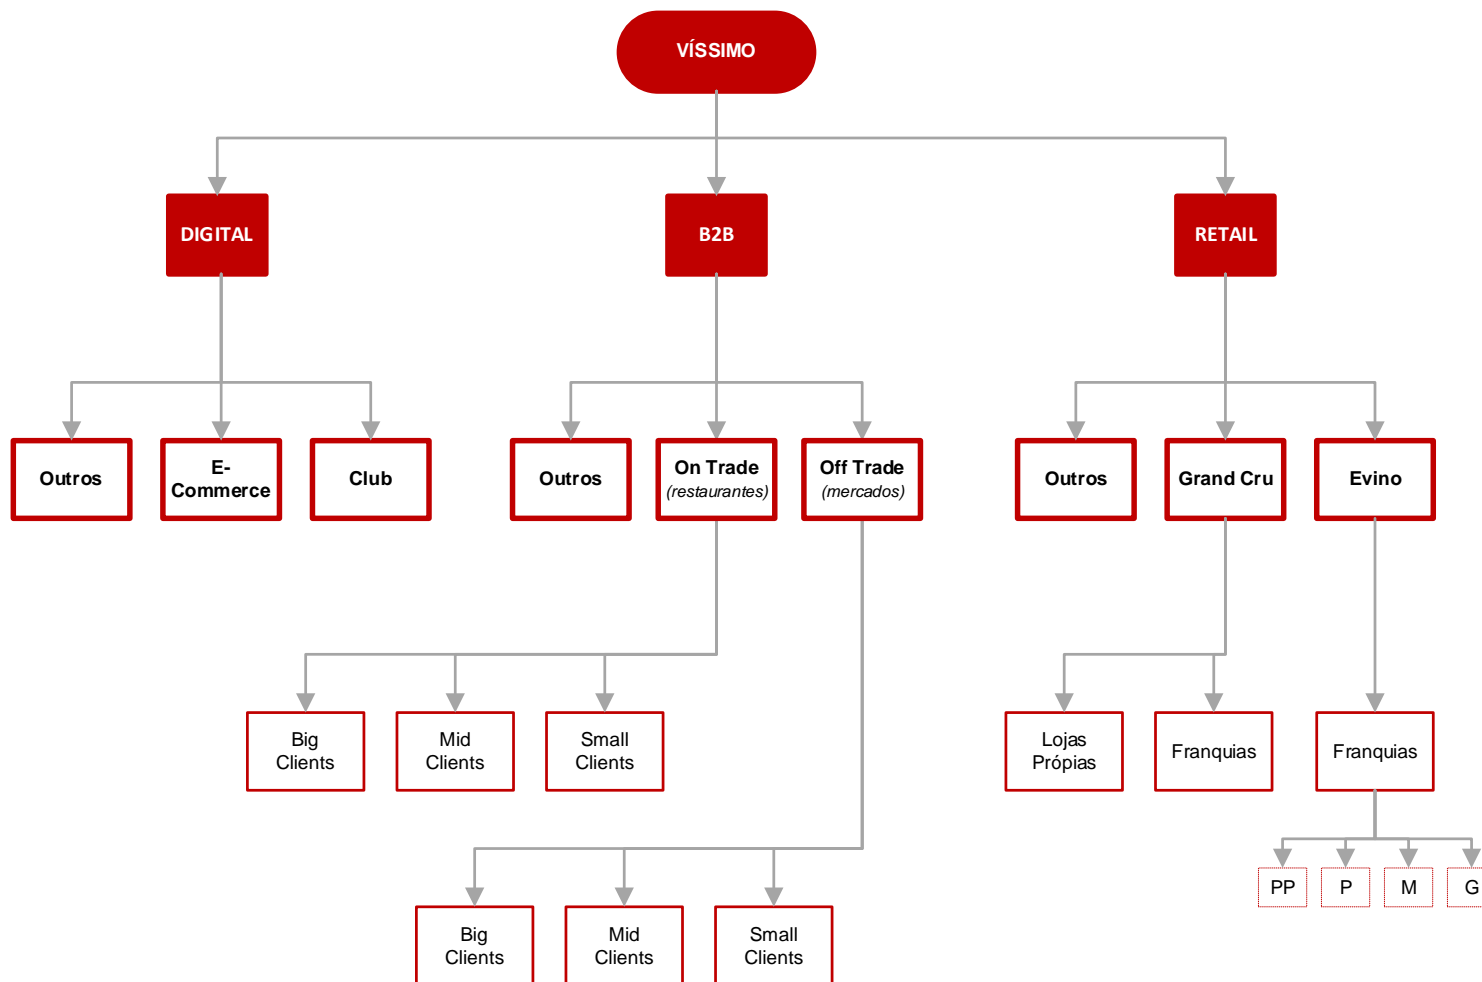 VÍSSIMO
DIGITAL
B2B
RETAIL
Outros
E-
Commerce
Club
Outros
On Trade
(restaurantes)
Off Trade
(mercados)
Outros
Grand Cru
Evino
Big
Clients
Mid
Clients
Small
Clients
Lojas
Própias
Franquias
Franquias
PP
P
M
G
Big
Clients
Mid
Clients
Small
Clients